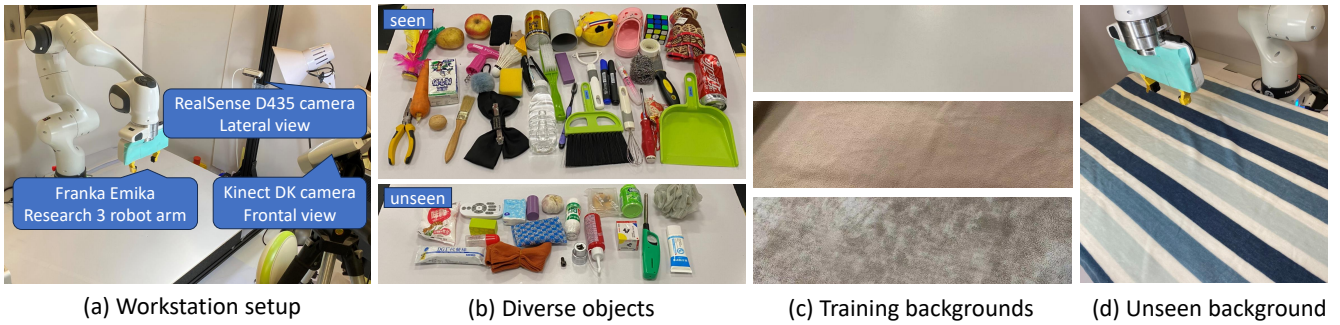 RealSense D435 camera
Lateral view
Franka Emika
Research 3 robot arm
Kinect DK camera
Frontal view
seen
unseen
(a) Workstation setup
(b) Diverse objects
(c) Training backgrounds
(d) Unseen background